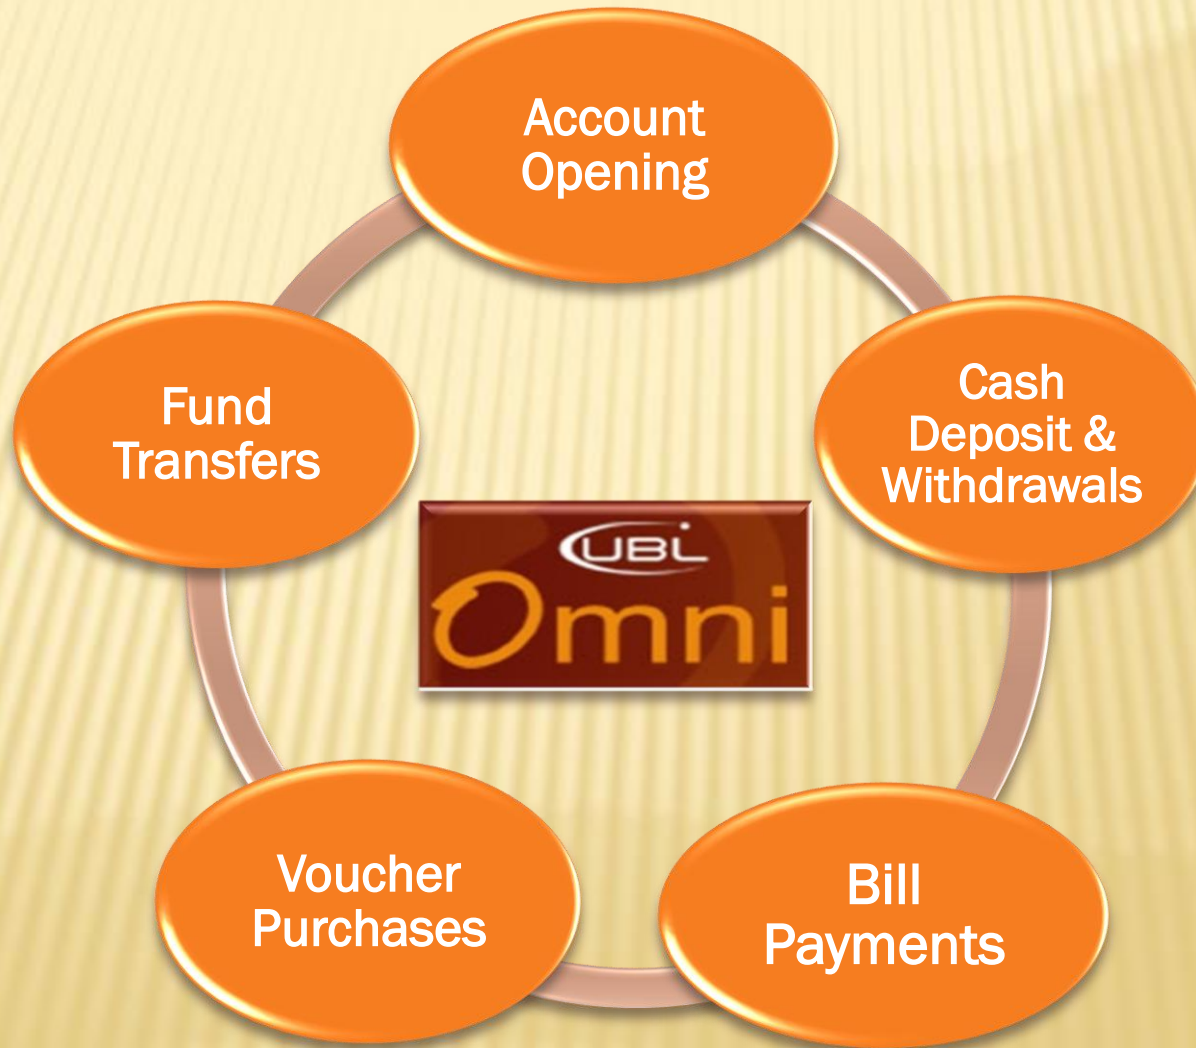 Account
Opening
Cash
Deposit &
Withdrawals
Bill
Payments
Voucher
Purchases
Fund
Transfers
UBL
Omni